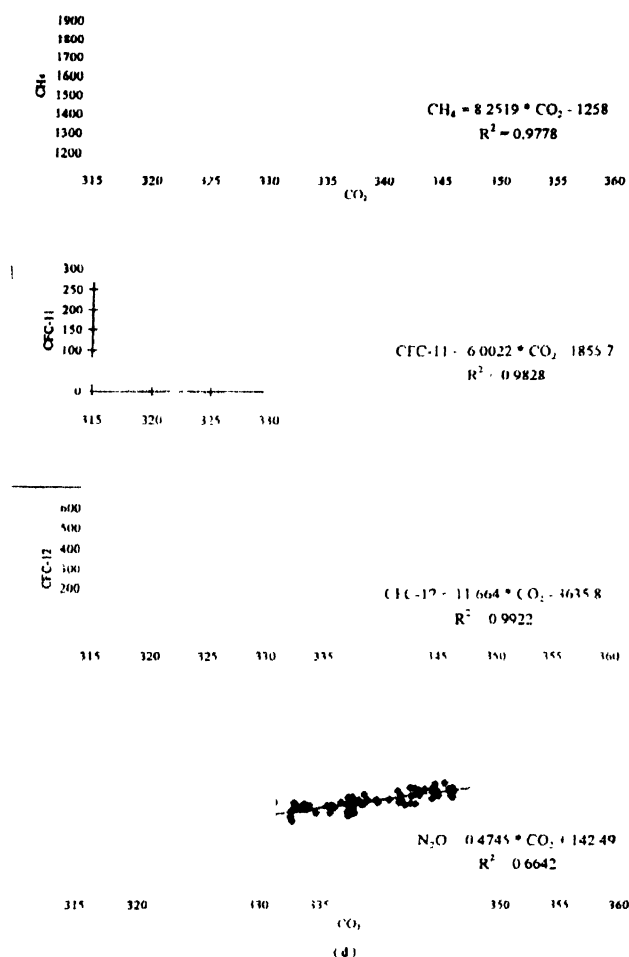 1900
1800
1700
1600
1500
1400
1300
1200
CH₄
CH₄ = 8.2519 * CO₂ - 1258
R² = 0.9778
315 320 325 330 335 340 345 350 355 360
CO₂
300
250
200
150
100
0
CFC-11
CFC-11 - 6.0022 * CO₂ 1855.7
R² 0.9828
315 320 325 330
600
500
400
300
200
CFC-12
CFC-12 11.664 * CO₂ - 3635.8
R² 0.9922
315 320 325 330 335 345 350 355 360
N₂O 0.4745 * CO₂ 142.49
R² 0.6642
315 320 330 335 350 355 360
CO₂
(d)